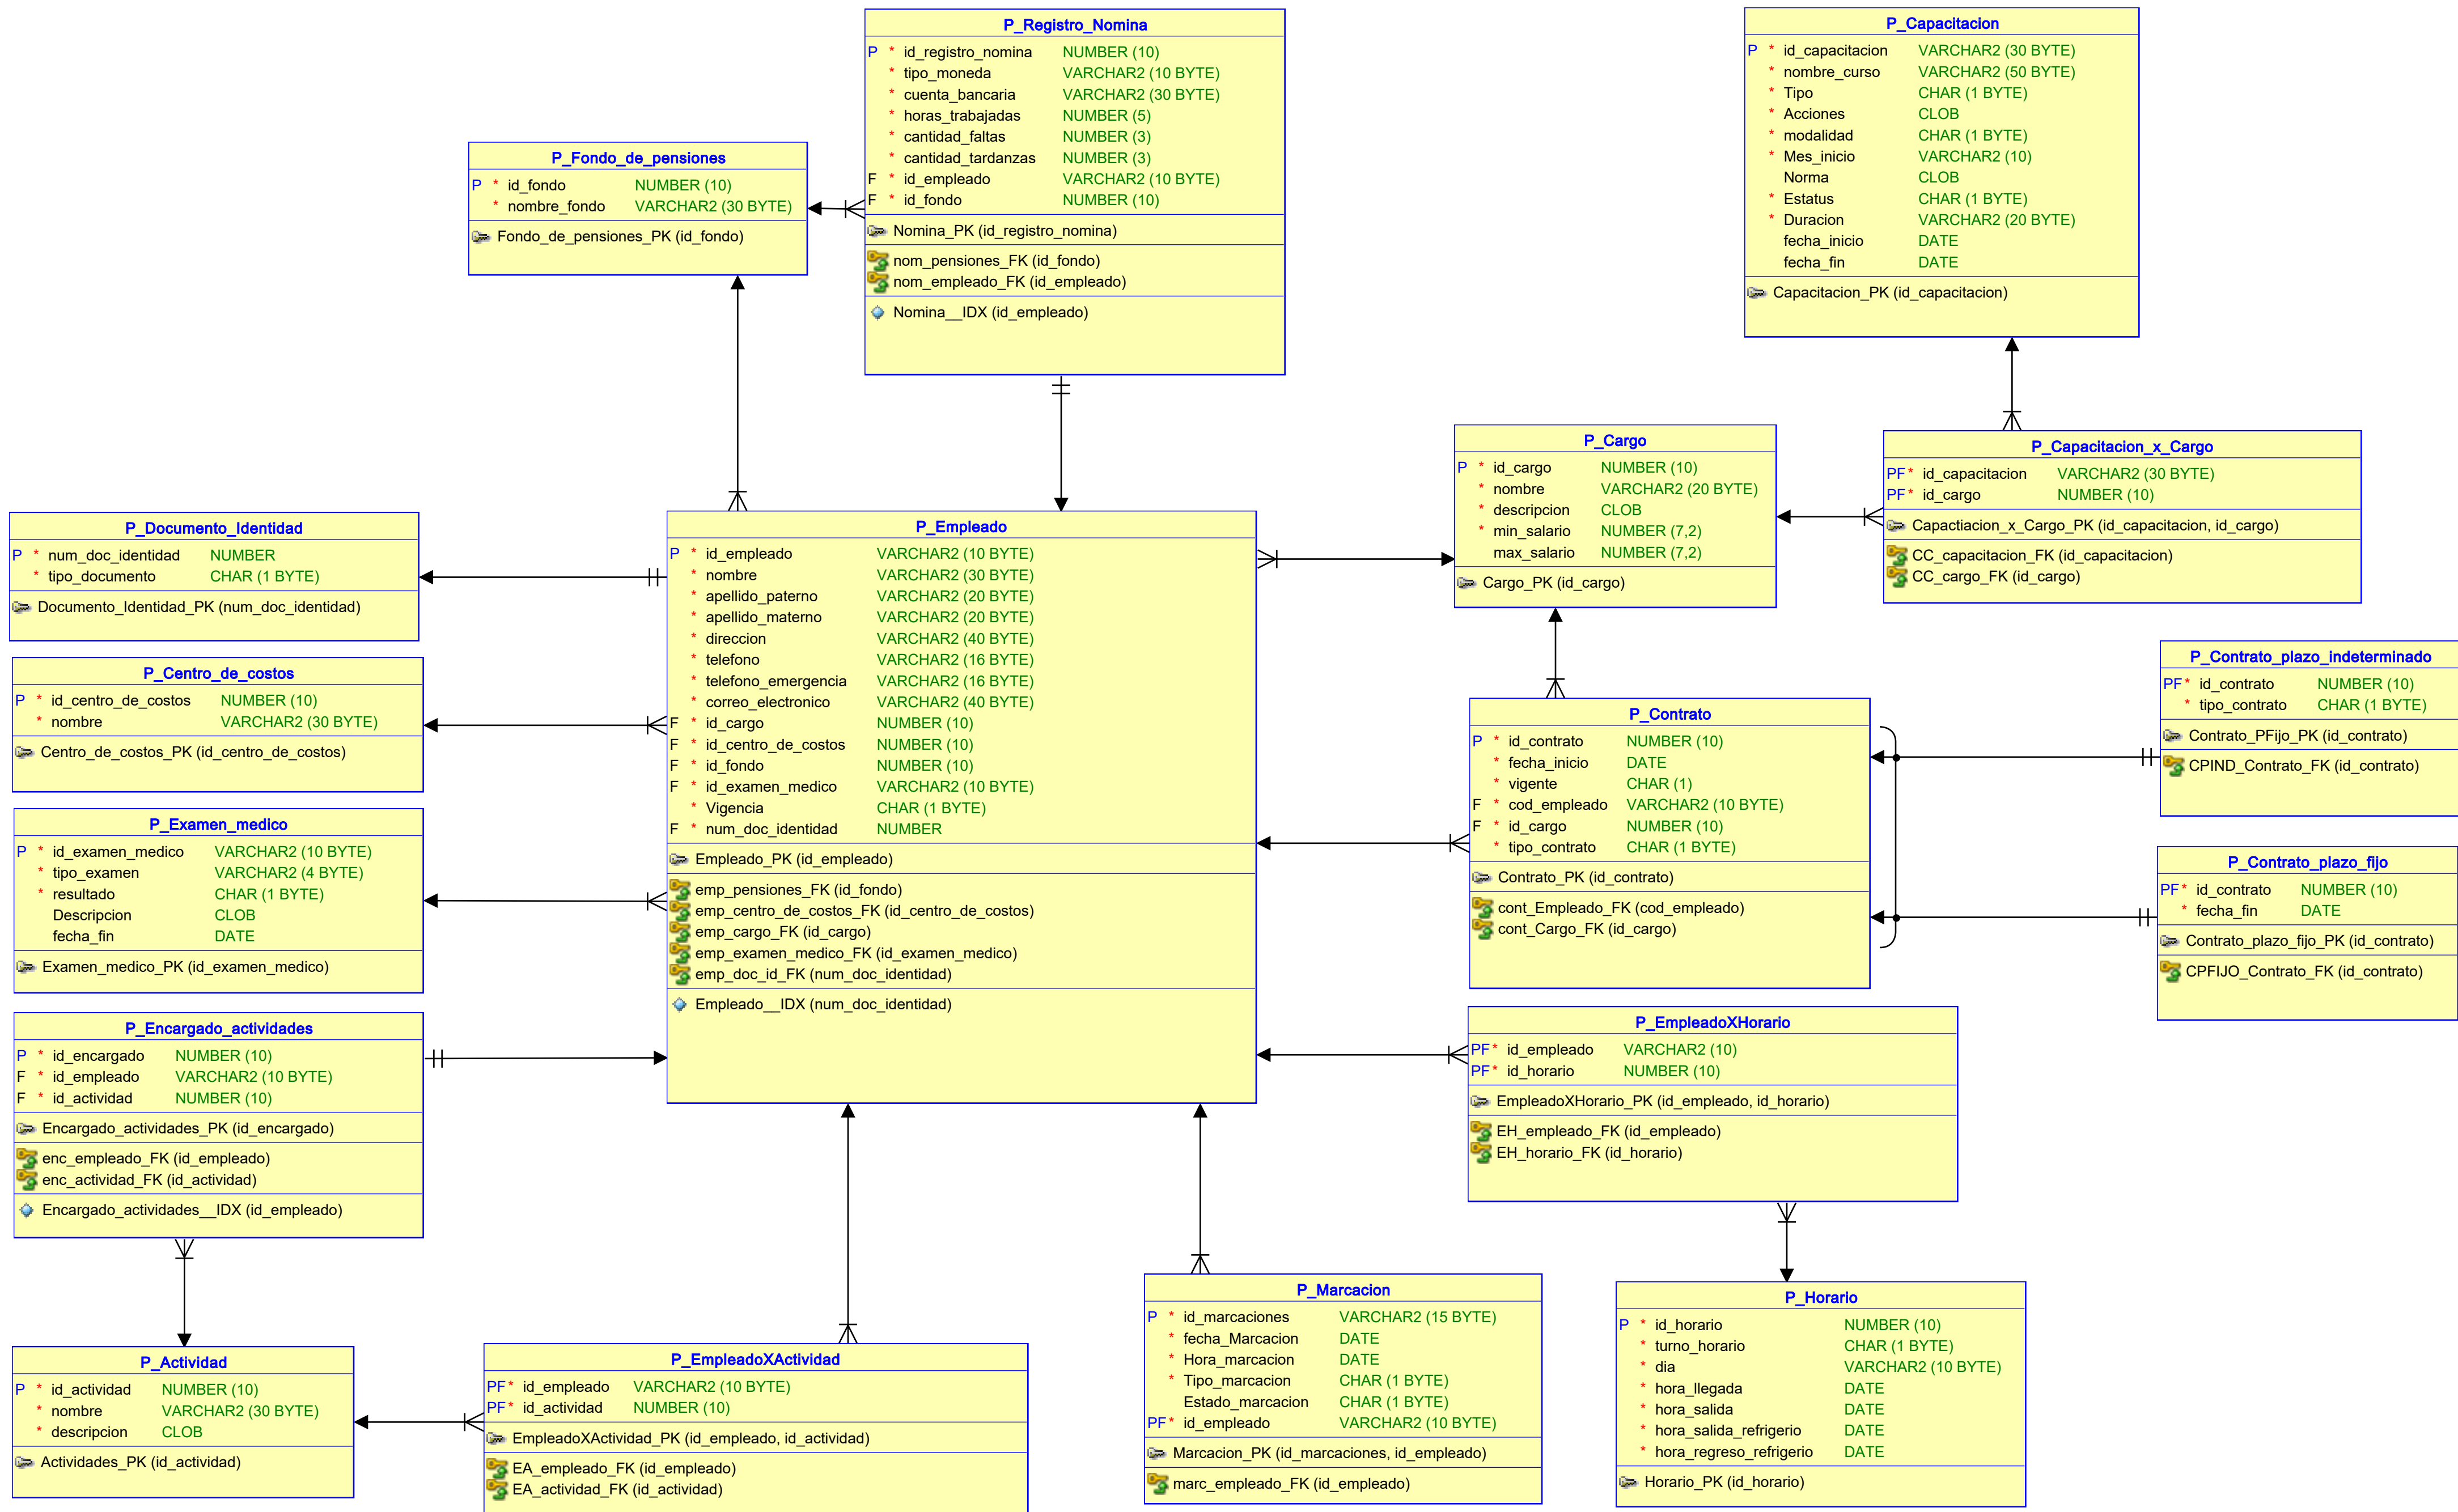 P_Registro_Nomina
P * id_registro_nomina NUMBER (10)
* tipo_moneda VARCHAR2 (10 BYTE)
* cuenta_bancaria VARCHAR2 (30 BYTE)
* horas_trabajadas NUMBER (5)
* cantidad_faltas NUMBER (3)
* cantidad_tardanzas NUMBER (3)
F * id_empleado VARCHAR2 (10 BYTE)
F * id_fondo NUMBER (10)
Nomina_PK (id_registro_nomina)
nom_pensiones_FK (id_fondo)
nom_empleado_FK (id_empleado)
Nomina__IDX (id_empleado)
P_Capacitacion
P * id_capacitacion VARCHAR2 (30 BYTE)
* nombre_curso VARCHAR2 (50 BYTE)
* Tipo CHAR (1 BYTE)
* Acciones CLOB
* modalidad CHAR (1 BYTE)
* Mes_inicio VARCHAR2 (10)
Norma CLOB
* Estatus CHAR (1 BYTE)
* Duracion VARCHAR2 (20 BYTE)
fecha_inicio DATE
fecha_fin DATE
Capacitacion_PK (id_capacitacion)
P_Fondo_de_pensiones
P * id_fondo NUMBER (10)
* nombre_fondo VARCHAR2 (30 BYTE)
Fondo_de_pensiones_PK (id_fondo)
P_Cargo
P * id_cargo NUMBER (10)
* nombre VARCHAR2 (20 BYTE)
* descripcion CLOB
* min_salario NUMBER (7,2)
max_salario NUMBER (7,2)
Cargo_PK (id_cargo)
P_Capacitacion_x_Cargo
PF* id_capacitacion VARCHAR2 (30 BYTE)
PF* id_cargo NUMBER (10)
Capactiacion_x_Cargo_PK (id_capacitacion, id_cargo)
CC_capacitacion_FK (id_capacitacion)
CC_cargo_FK (id_cargo)
P_Documento_Identidad
P * num_doc_identidad NUMBER
* tipo_documento CHAR (1 BYTE)
Documento_Identidad_PK (num_doc_identidad)
P_Empleado
P * id_empleado VARCHAR2 (10 BYTE)
* nombre VARCHAR2 (30 BYTE)
* apellido_paterno VARCHAR2 (20 BYTE)
* apellido_materno VARCHAR2 (20 BYTE)
* direccion VARCHAR2 (40 BYTE)
* telefono VARCHAR2 (16 BYTE)
* telefono_emergencia VARCHAR2 (16 BYTE)
* correo_electronico VARCHAR2 (40 BYTE)
F * id_cargo NUMBER (10)
F * id_centro_de_costos NUMBER (10)
F * id_fondo NUMBER (10)
F * id_examen_medico VARCHAR2 (10 BYTE)
* Vigencia CHAR (1 BYTE)
F * num_doc_identidad NUMBER
Empleado_PK (id_empleado)
emp_pensiones_FK (id_fondo)
emp_centro_de_costos_FK (id_centro_de_costos)
emp_cargo_FK (id_cargo)
emp_examen_medico_FK (id_examen_medico)
emp_doc_id_FK (num_doc_identidad)
Empleado__IDX (num_doc_identidad)
P_Centro_de_costos
P * id_centro_de_costos NUMBER (10)
* nombre VARCHAR2 (30 BYTE)
Centro_de_costos_PK (id_centro_de_costos)
P_Contrato_plazo_indeterminado
PF* id_contrato NUMBER (10)
* tipo_contrato CHAR (1 BYTE)
Contrato_PFijo_PK (id_contrato)
CPIND_Contrato_FK (id_contrato)
P_Contrato
P * id_contrato NUMBER (10)
* fecha_inicio DATE
* vigente CHAR (1)
F * cod_empleado VARCHAR2 (10 BYTE)
F * id_cargo NUMBER (10)
* tipo_contrato CHAR (1 BYTE)
Contrato_PK (id_contrato)
cont_Empleado_FK (cod_empleado)
cont_Cargo_FK (id_cargo)
P_Examen_medico
P * id_examen_medico VARCHAR2 (10 BYTE)
* tipo_examen VARCHAR2 (4 BYTE)
* resultado CHAR (1 BYTE)
Descripcion CLOB
fecha_fin DATE
Examen_medico_PK (id_examen_medico)
P_Contrato_plazo_fijo
PF* id_contrato NUMBER (10)
* fecha_fin DATE
Contrato_plazo_fijo_PK (id_contrato)
CPFIJO_Contrato_FK (id_contrato)
P_Encargado_actividades
P * id_encargado NUMBER (10)
F * id_empleado VARCHAR2 (10 BYTE)
F * id_actividad NUMBER (10)
Encargado_actividades_PK (id_encargado)
enc_empleado_FK (id_empleado)
enc_actividad_FK (id_actividad)
Encargado_actividades__IDX (id_empleado)
P_EmpleadoXHorario
PF* id_empleado VARCHAR2 (10)
PF* id_horario NUMBER (10)
EmpleadoXHorario_PK (id_empleado, id_horario)
EH_empleado_FK (id_empleado)
EH_horario_FK (id_horario)
P_Actividad
P * id_actividad NUMBER (10)
* nombre VARCHAR2 (30 BYTE)
* descripcion CLOB
Actividades_PK (id_actividad)
P_EmpleadoXActividad
PF* id_empleado VARCHAR2 (10 BYTE)
PF* id_actividad NUMBER (10)
EmpleadoXActividad_PK (id_empleado, id_actividad)
EA_empleado_FK (id_empleado)
EA_actividad_FK (id_actividad)
P_Marcacion
P * id_marcaciones VARCHAR2 (15 BYTE)
* fecha_Marcacion DATE
* Hora_marcacion DATE
* Tipo_marcacion CHAR (1 BYTE)
Estado_marcacion CHAR (1 BYTE)
PF* id_empleado VARCHAR2 (10 BYTE)
Marcacion_PK (id_marcaciones, id_empleado)
marc_empleado_FK (id_empleado)
P_Horario
P * id_horario NUMBER (10)
* turno_horario CHAR (1 BYTE)
* dia VARCHAR2 (10 BYTE)
* hora_llegada DATE
* hora_salida DATE
* hora_salida_refrigerio DATE
* hora_regreso_refrigerio DATE
Horario_PK (id_horario)